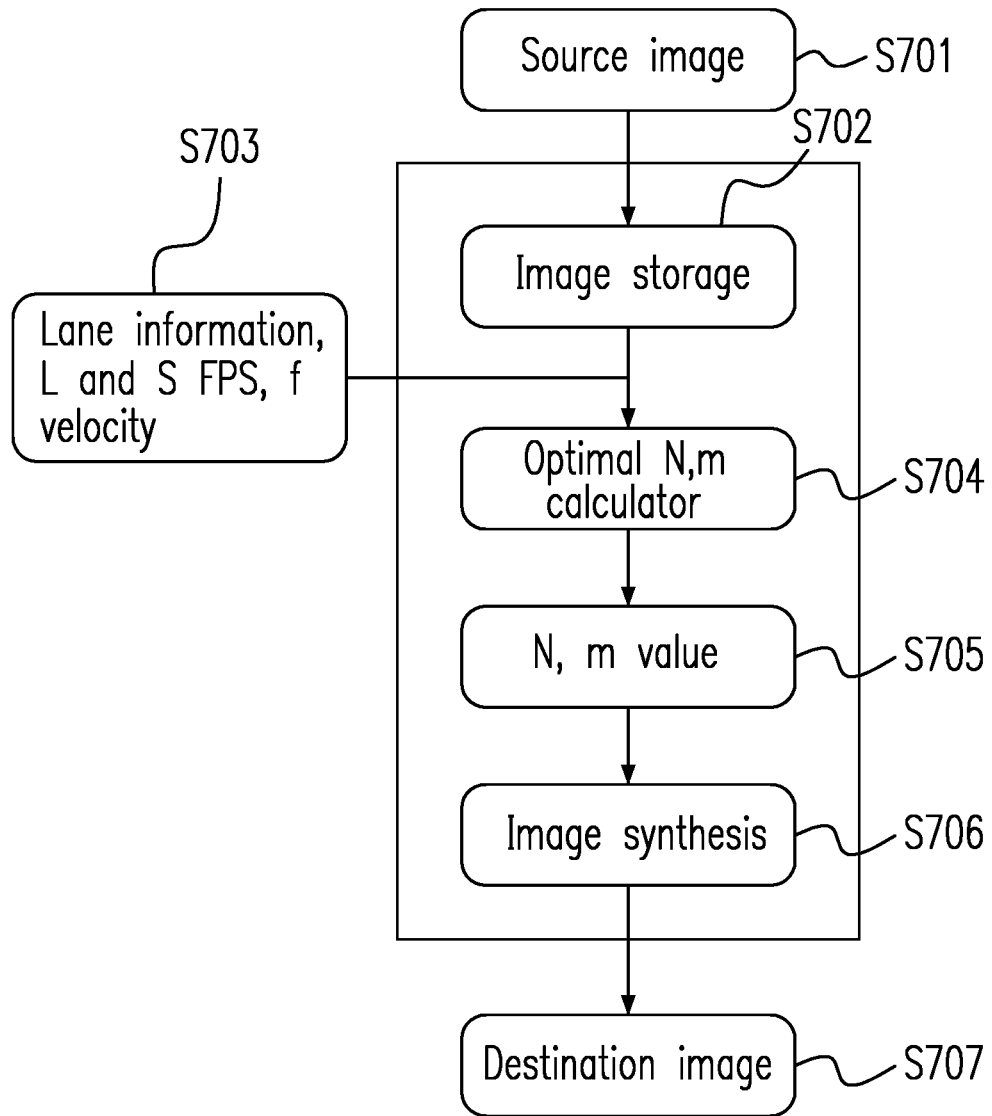 Source image
S701
S702
S703
Image storage
Lane information,
L and S FPS, f
velocity
Optimal N,m
calculator
S704
N, m value
S705
Image synthesis
S706
Destination image
S707